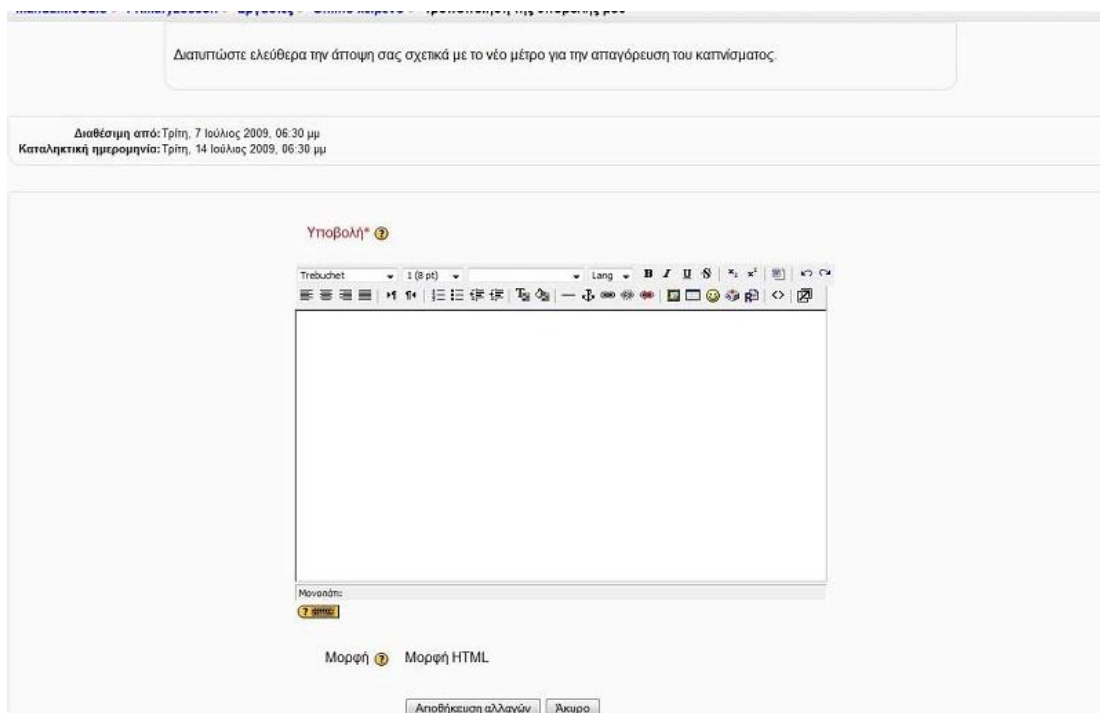 Διατυπώστε ελεύθερα την άποψη σας σχετικά με το νέο μέτρο για την απαγόρευση του καπνίσματος.
Διαθέσιμη από: Τρίτη, 7 Ιούλιος 2009, 06:30 μμ
Καταληκτική ημερομηνία: Τρίτη, 14 Ιούλιος 2009, 06:30 μμ
Υποβολή*
Trebuchet 1 (8 pt) Lang B I U S
Μονοπάτι:
Μορφή Μορφή HTML
Αποθήκευση αλλαγών Άκυρο